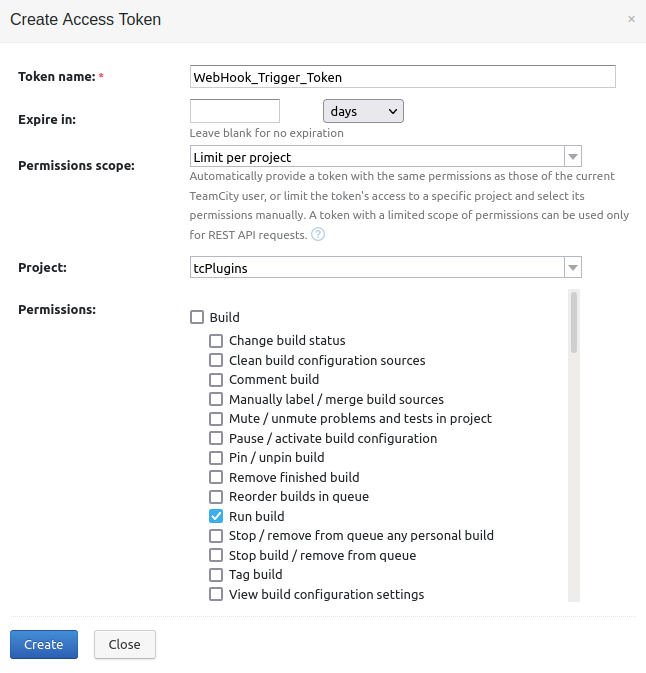 Create Access Token
×
Token name: *
WebHook_Trigger_Token
Expire in:
days
Leave blank for no expiration
Permissions scope:
Limit per project
Automatically provide a token with the same permissions as those of the current
TeamCity user, or limit the token's access to a specific project and select its
permissions manually. A token with a limited scope of permissions can be used only
for REST API requests. ?
Project:
tcPlugins
Permissions:
Build
Change build status
Clean build configuration sources
Comment build
Manually label / merge build sources
Mute / unmute problems and tests in project
Pause / activate build configuration
Pin / unpin build
Remove finished build
Reorder builds in queue
Run build
Stop / remove from queue any personal build
Stop build / remove from queue
Tag build
View build configuration settings
Create
Close